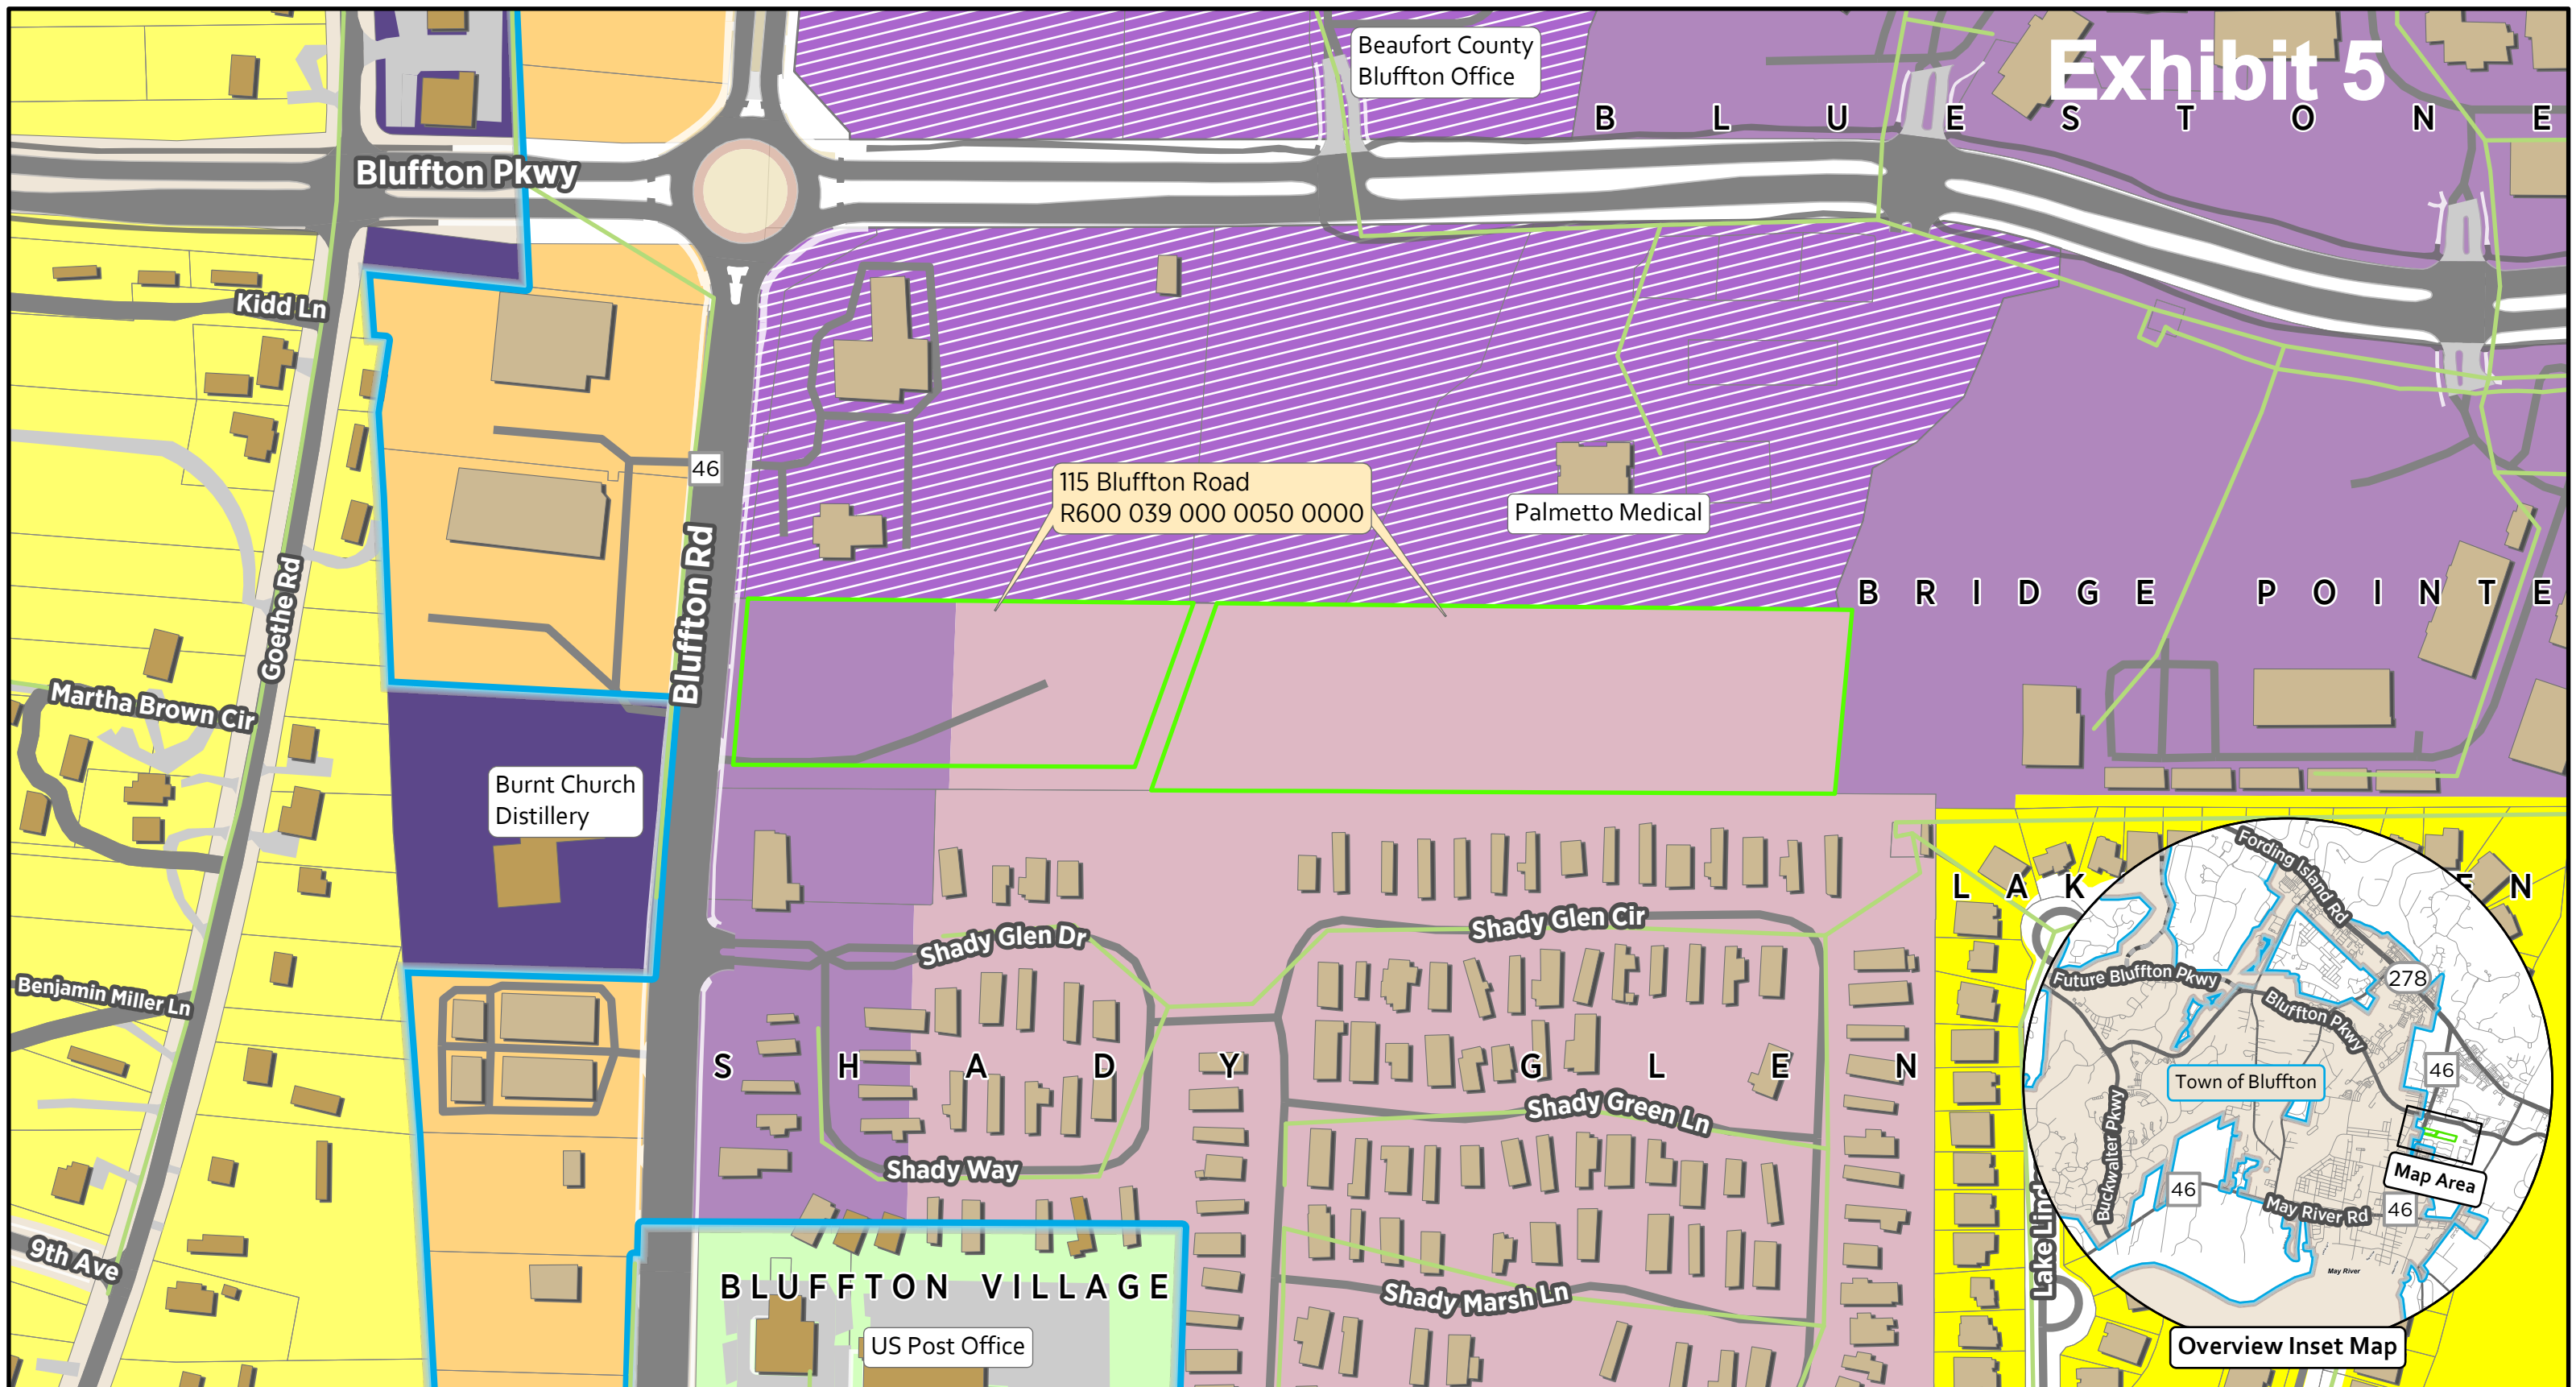 Exhibit 5
Beaufort County
Bluffton Office
B L U E S T O N E
Bluffton Pkwy
Kidd Ln
46
115 Bluffton Road
R600 039 000 0050 0000
Palmetto Medical
Bluffton Rd
Goethe Rd
B R I D G E P O I N T E
Martha Brown Cir
Burnt Church
Distillery
Shady Glen Dr
Shady Glen Cir
L A K
E N
Benjamin Miller Ln
S H A D Y G L E N
Shady Green Ln
Shady Way
9th Ave
BLUFFTON VILLAGE
Shady Marsh Ln
US Post Office
Fording Island Rd
Future Bluffton Pkwy
278
Bluffton Pkwy
46
Town of Bluffton
Buckwalter Pkwy
Map Area
46
May River Rd
46
May River
Overview Inset Map